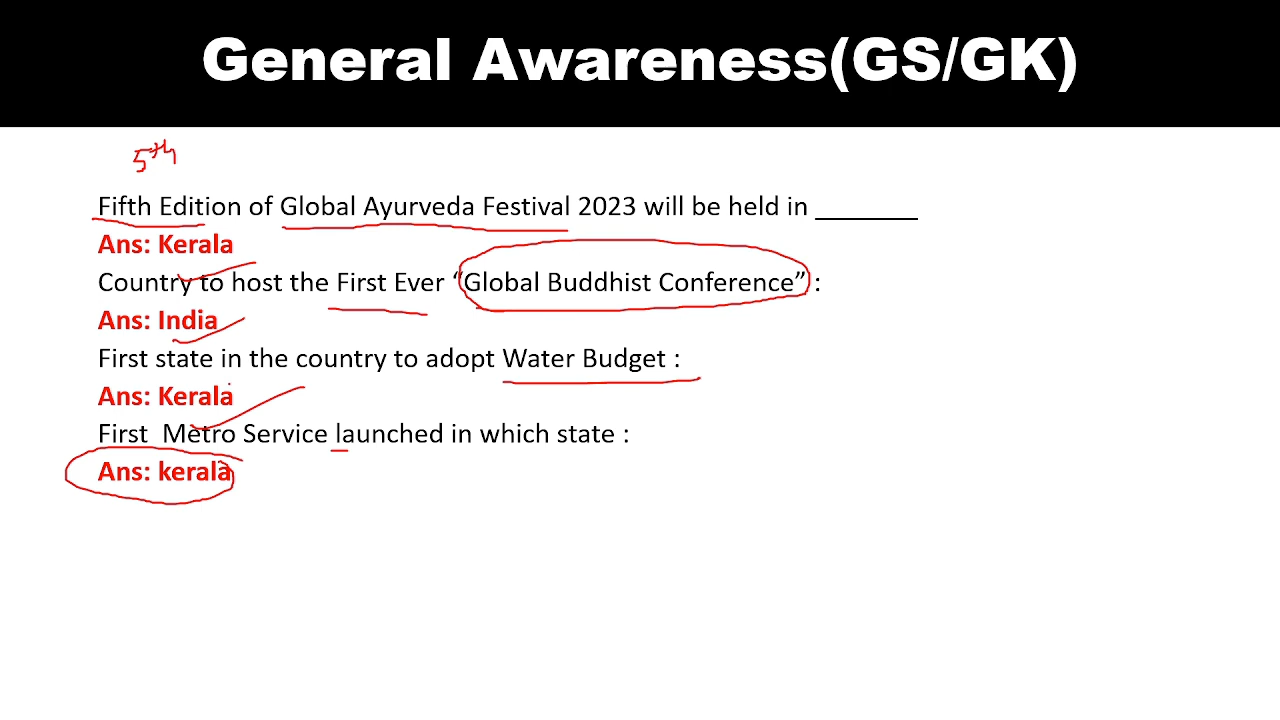 General Awareness(GS/GK)
5th
Fifth Edition of Global Ayurveda Festival 2023 will be held in _______
Ans: Kerala
Country to host the First Ever “Global Buddhist Conference” :
Ans: India
First state in the country to adopt Water Budget :
Ans: Kerala
First  Metro Service launched in which state :
Ans: kerala